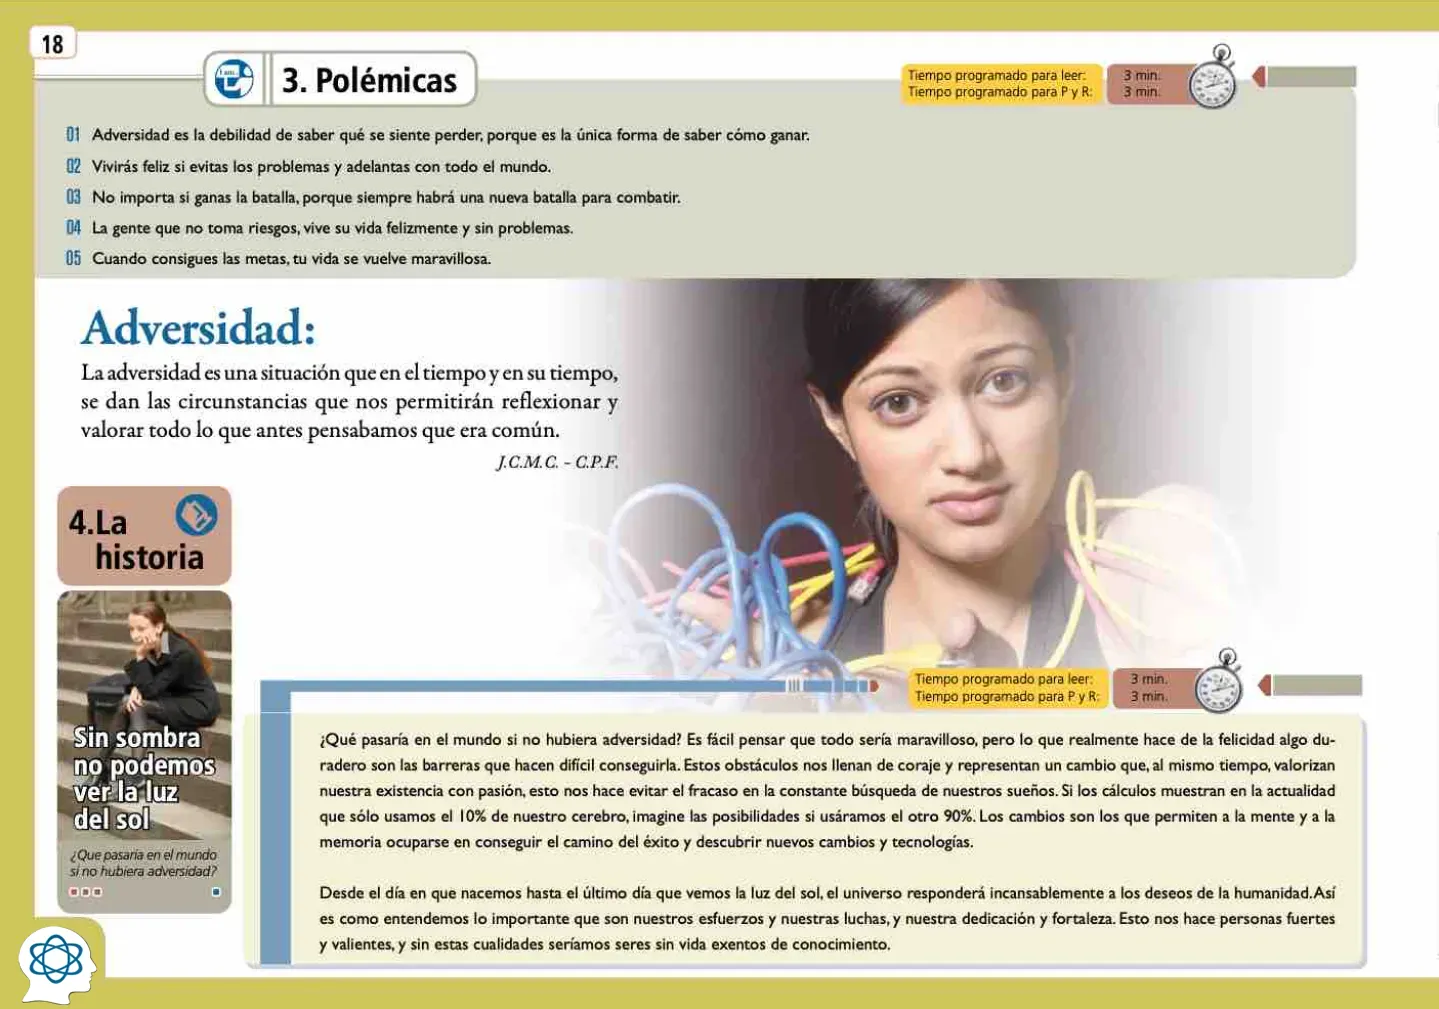 18
3. Polémicas
Tiempo programado para leer: 3 min.
Tiempo programado para P y R: 3 min.
01 Adversidad es la debilidad de saber qué se siente perder, porque es la única forma de saber cómo ganar.
02 Vivirás feliz si evitas los problemas y adelantas con todo el mundo.
03 No importa si ganas la batalla, porque siempre habrá una nueva batalla para combatir.
04 La gente que no toma riesgos, vive su vida felizmente y sin problemas.
05 Cuando consigues las metas, tu vida se vuelve maravillosa.
Adversidad:
La adversidad es una situación que en el tiempo y en su tiempo,
se dan las circunstancias que nos permitirán reflexionar y
valorar todo lo que antes pensabamos que era común.
J.C.M.C. - C.P.F.
4.La
historia
Sin sombra
no podemos
ver la luz
del sol
¿Que pasaría en el mundo
si no hubiera adversidad?
Tiempo programado para leer: 3 min.
Tiempo programado para P y R: 3 min.
¿Qué pasaría en el mundo si no hubiera adversidad? Es fácil pensar que todo sería maravilloso, pero lo que realmente hace de la felicidad algo du-
radero son las barreras que hacen difícil conseguirla. Estos obstáculos nos llenan de coraje y representan un cambio que, al mismo tiempo, valorizan
nuestra existencia con pasión, esto nos hace evitar el fracaso en la constante búsqueda de nuestros sueños. Si los cálculos muestran en la actualidad
que sólo usamos el 10% de nuestro cerebro, imagine las posibilidades si usáramos el otro 90%. Los cambios son los que permiten a la mente y a la
memoria ocuparse en conseguir el camino del éxito y descubrir nuevos cambios y tecnologías.
Desde el día en que nacemos hasta el último día que vemos la luz del sol, el universo responderá incansablemente a los deseos de la humanidad. Así
es como entendemos lo importante que son nuestros esfuerzos y nuestras luchas, y nuestra dedicación y fortaleza. Esto nos hace personas fuertes
y valientes, y sin estas cualidades seríamos seres sin vida exentos de conocimiento.